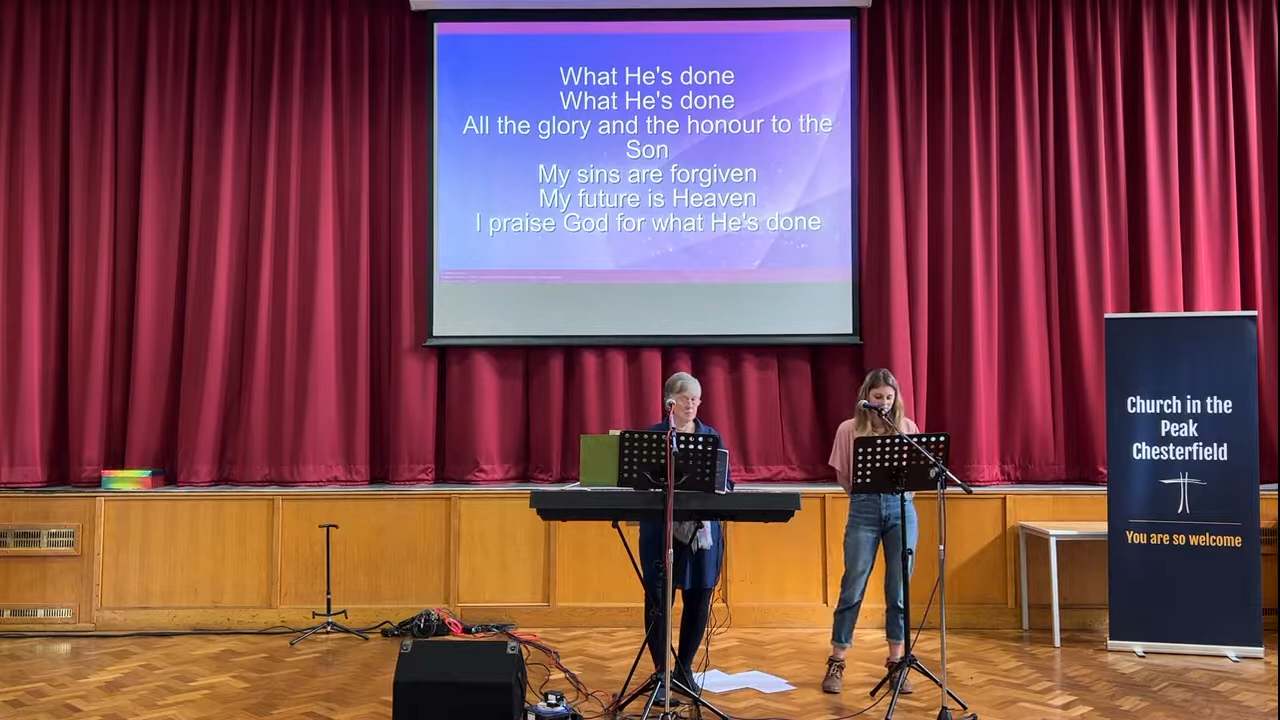 What He's done
What He's done
All the glory and the honour to the
Son
My sins are forgiven
My future is Heaven
I praise God for what He's done
Church in the
Peak
Chesterfield
You are so welcome